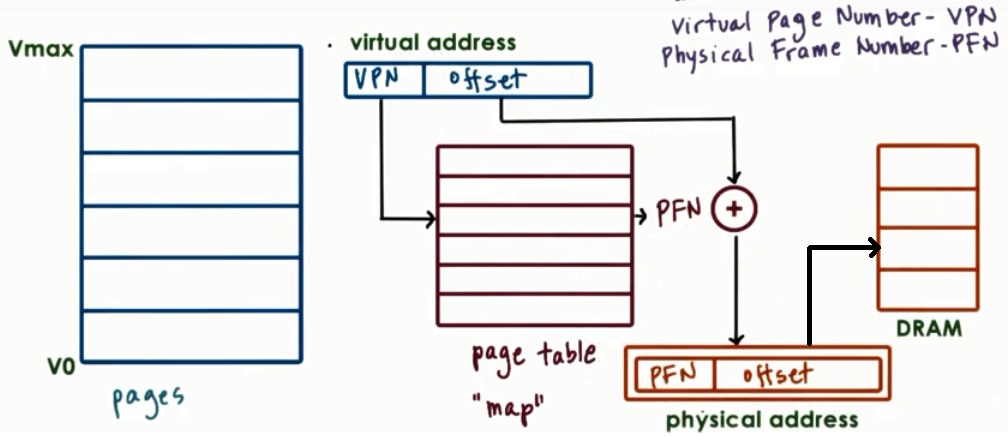 Virtual Page Number - VPN
Physical Frame Number - PFN
Vmax
virtual address
VPN offset
PFN +
DRAM
V0
page table
"map"
pages
PFN offset
physical address